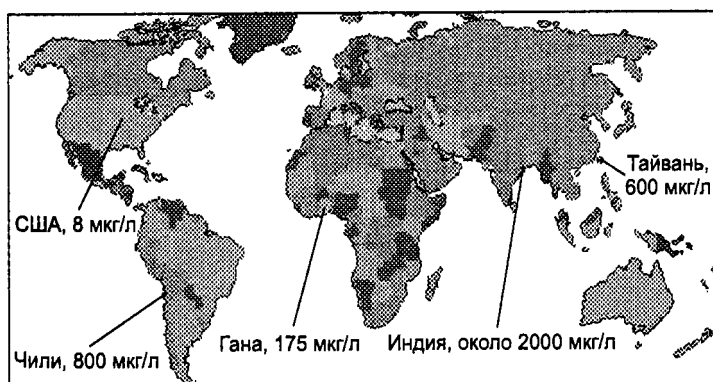 Тайвань,
600 мкг/л
США, 8 мкг/л
Гана, 175 мкг/л
Индия, около 2000 мкг/л
Чили, 800 мкг/л